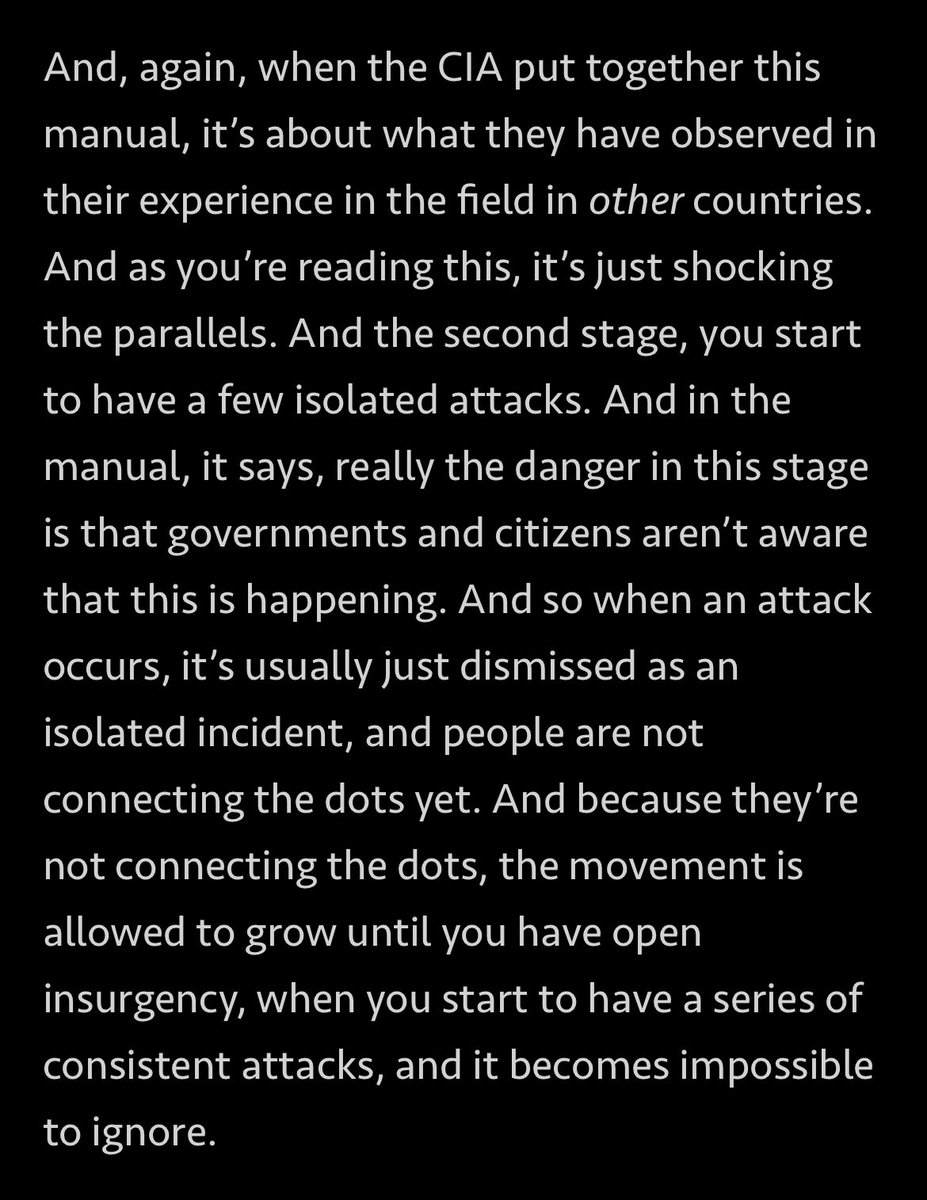 And, again, when the CIA put together this
manual, it’s about what they have observed in
their experience in the field in other countries.
And as you’re reading this, it’s just shocking
the parallels. And the second stage, you start
to have a few isolated attacks. And in the
manual, it says, really the danger in this stage
is that governments and citizens aren’t aware
that this is happening. And so when an attack
occurs, it’s usually just dismissed as an
isolated incident, and people are not
connecting the dots yet. And because they’re
not connecting the dots, the movement is
allowed to grow until you have open
insurgency, when you start to have a series of
consistent attacks, and it becomes impossible
to ignore.